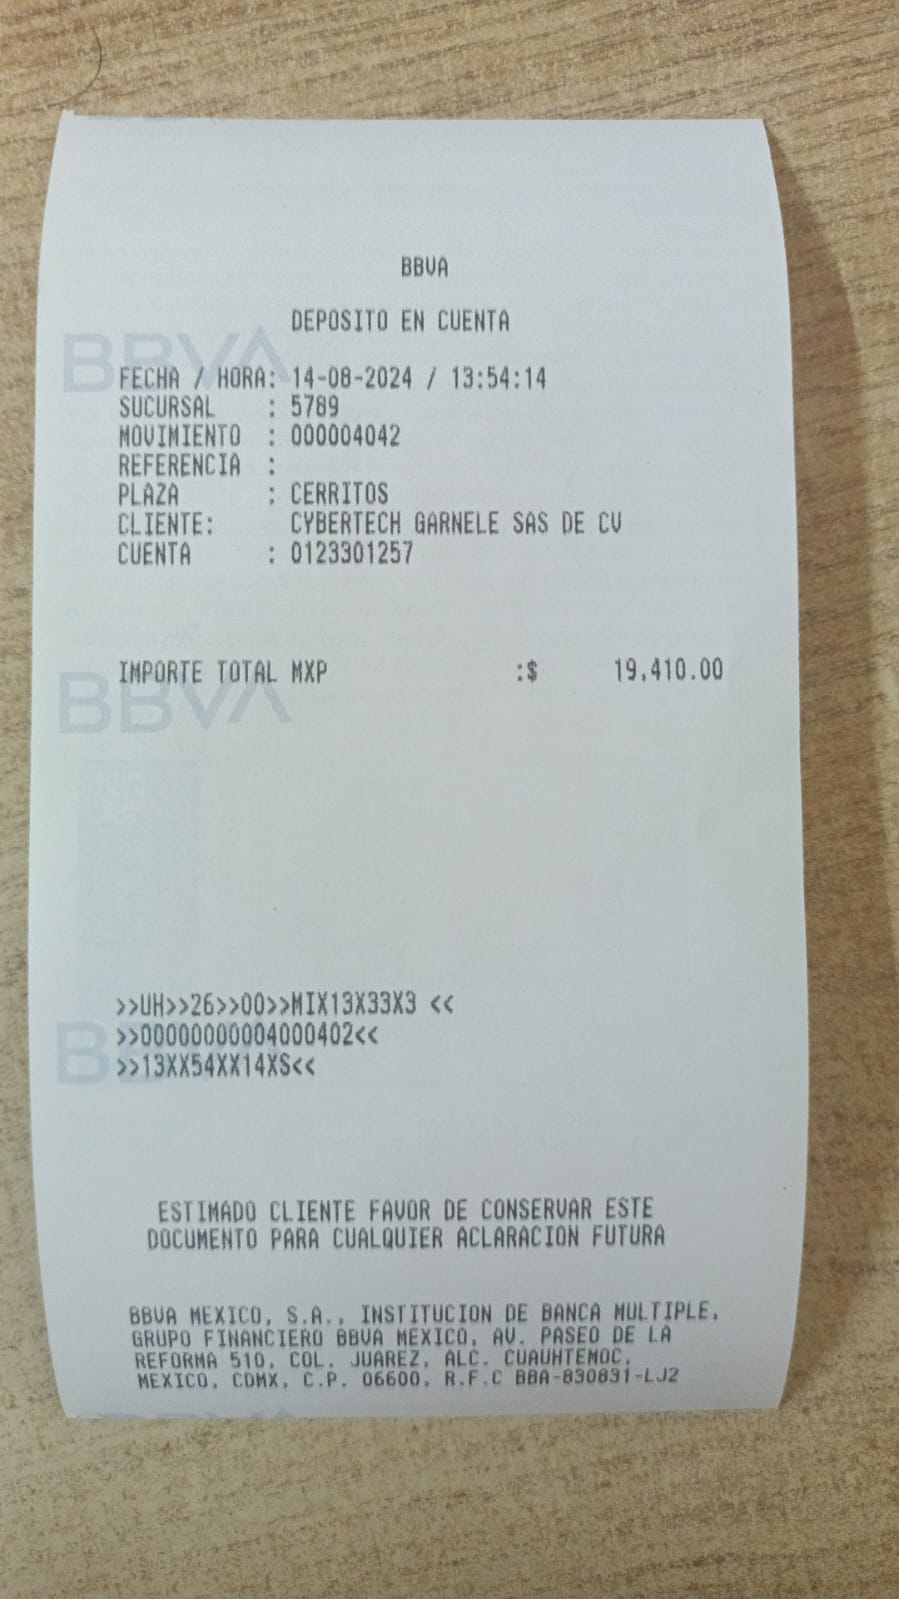 BBVA
DEPOSITO EN CUENTA
FECHA / HORA: 14-08-2024 / 13:54:14
SUCURSAL : 5789
MOVIMIENTO : 000004042
REFERENCIA :
PLAZA : CERRITOS
CLIENTE: CYBERTECH GARNELE SAS DE CV
CUENTA : 0123301257
IMPORTE TOTAL MXP :$ 19,410.00
>>UH>>26>>00>>MIX13X33X3 <<
>>00000000004000402<<
>>13XX54XX14XS<<
ESTIMADO CLIENTE FAVOR DE CONSERVAR ESTE
DOCUMENTO PARA CUALQUIER ACLARACION FUTURA
BBVA MEXICO, S.A., INSTITUCION DE BANCA MULTIPLE,
GRUPO FINANCIERO BBVA MEXICO, AV. PASEO DE LA
REFORMA 510, COL. JUAREZ, ALC. CUAUHTEMOC,
MEXICO, CDMX, C.P. 06600, R.F.C BBA-830831-LJ2
BBVA
BBVA
BBVA
BBVA